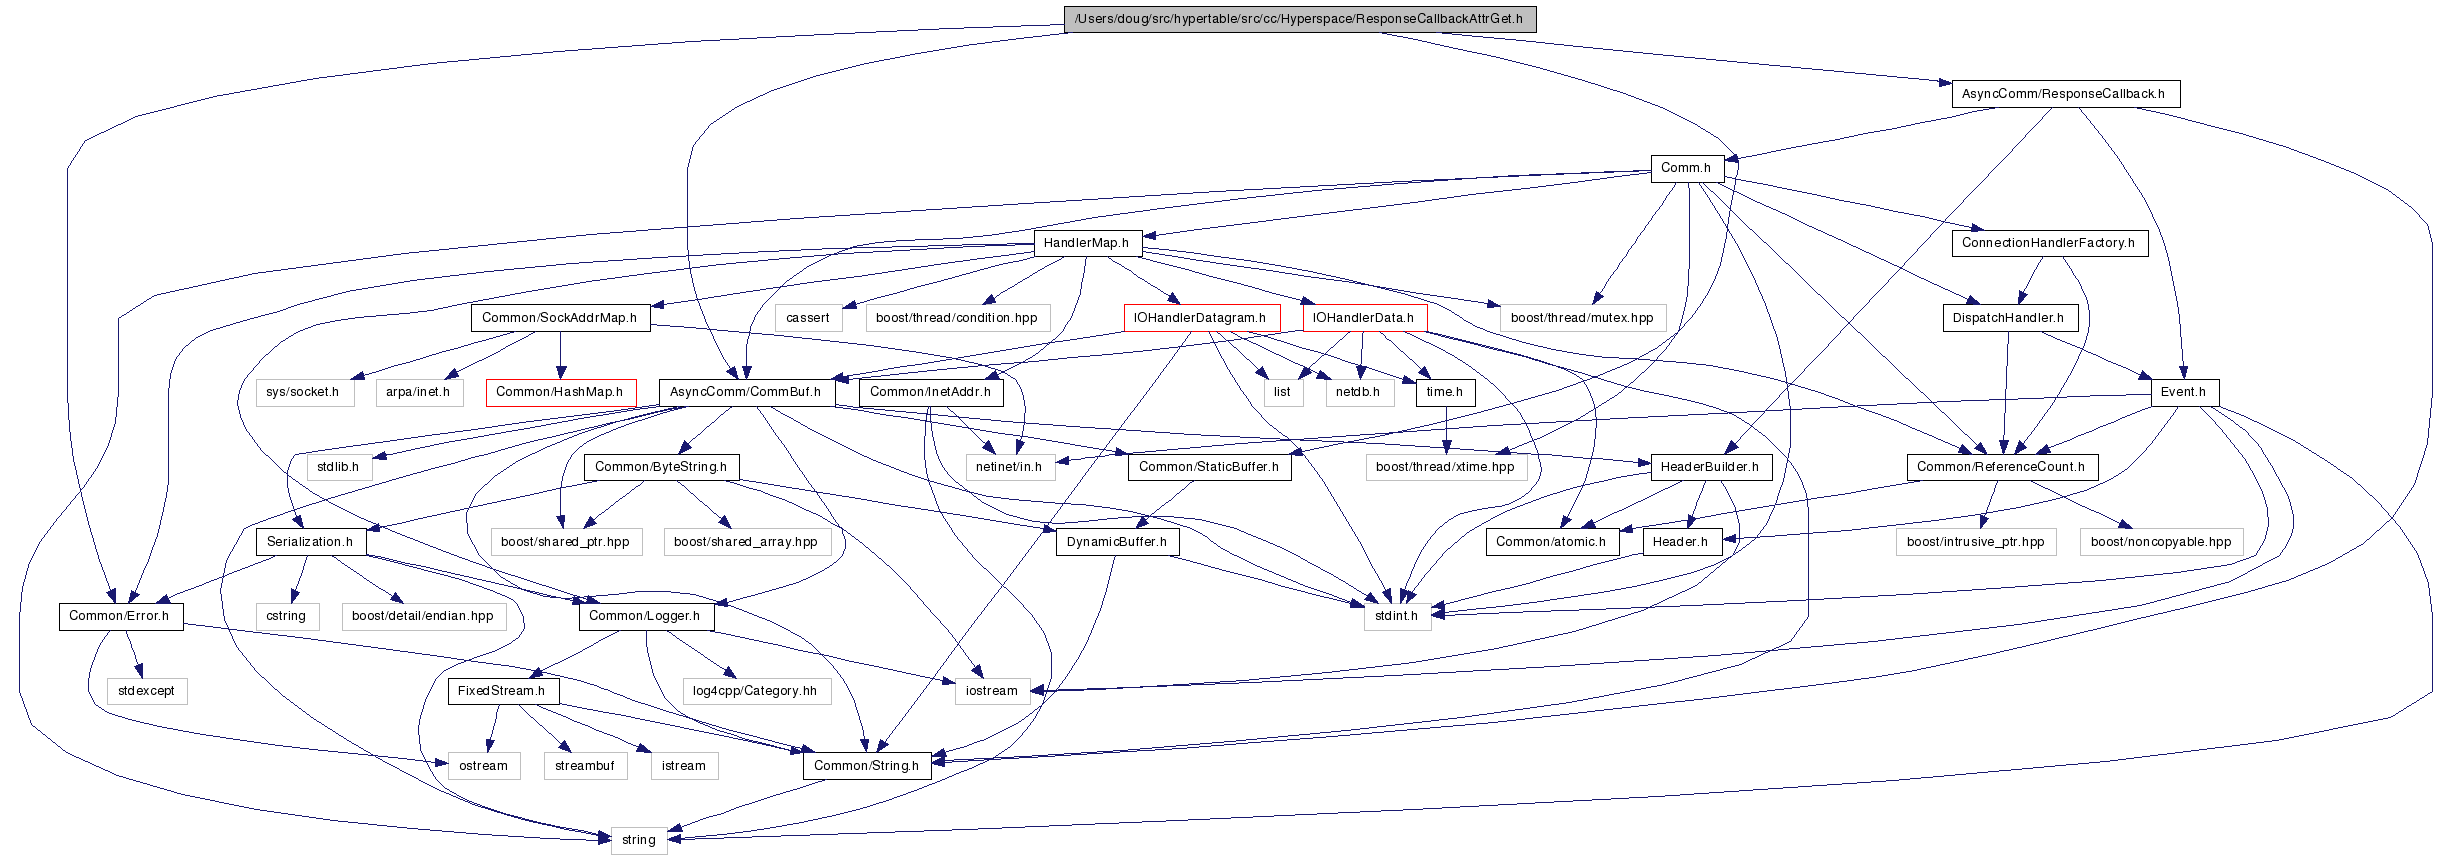 /Users/doug/src/hypertable/src/cc/Hyperspace/ResponseCallbackAttrGet.h
AsyncComm/ResponseCallback.h
Comm.h
HandlerMap.h
ConnectionHandlerFactory.h
Common/SockAddrMap.h
cassert
boost/thread/condition.hpp
IOHandlerDatagram.h
IOHandlerData.h
boost/thread/mutex.hpp
DispatchHandler.h
sys/socket.h
arpa/inet.h
Common/HashMap.h
AsyncComm/CommBuf.h
Common/InetAddr.h
list
netdb.h
time.h
Event.h
stdlib.h
Common/ByteString.h
netinet/in.h
Common/StaticBuffer.h
boost/thread/xtime.hpp
HeaderBuilder.h
Common/ReferenceCount.h
Serialization.h
boost/shared_ptr.hpp
boost/shared_array.hpp
DynamicBuffer.h
Common/atomic.h
Header.h
boost/intrusive_ptr.hpp
boost/noncopyable.hpp
Common/Error.h
cstring
boost/detail/endian.hpp
Common/Logger.h
stdint.h
stdexcept
FixedStream.h
log4cpp/Category.hh
iostream
ostream
streambuf
istream
Common/String.h
string